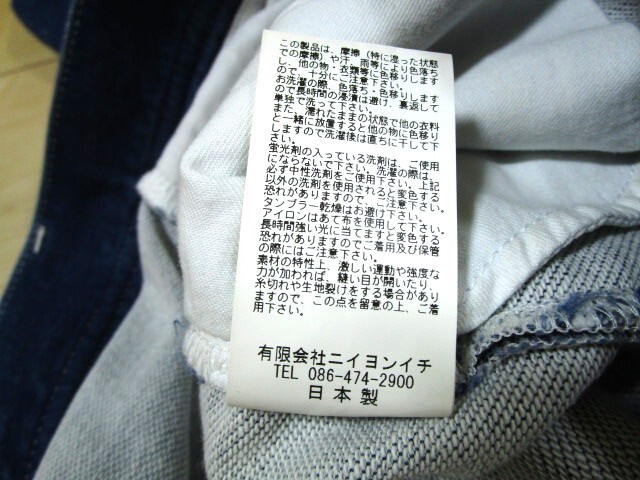 この製品は、摩擦（特に湿った状態
での摩擦）や汗、雨等により色落ち
し、他の物・衣類等に色移りします
ので、十分にご注意下さい。
お洗濯の際、色落ち・色移りします
ので長時間の浸漬は避け、裏返して
単独で洗って下さい。
また、濡れたままの状態で他の衣料
と一緒に放置すると他の物に色移り
しますので洗濯後は直ちに干して下
さい。
蛍光剤の入っている洗剤は、ご使用
にならないで下さい。洗濯の際は、
必ず中性洗剤をご使用下さい。上記
以外の洗剤を使用されると変色する
恐れがありますので、ご注意下さい。
タンブラー乾燥はお避け下さい。
アイロンはあて布を使用して下さい。
長時間強い光に当てますと変色する
恐れがありますのでご着用及び保管
の際にはご注意下さい。
素材の特性上、激しい運動や強度な
力が加われば、縫い目が開いたり、
糸切れや生地裂けをする場合があり
ますので、この点を留意の上、ご着
用下さい。
有限会社ニイヨンイチ
TEL 086-474-2900
日本製